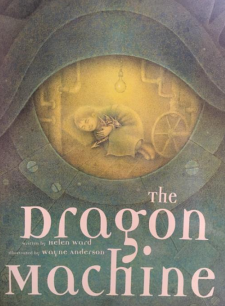 The
Dragon
written by Helen Ward
illustrated by Wayne Anderson
Machine